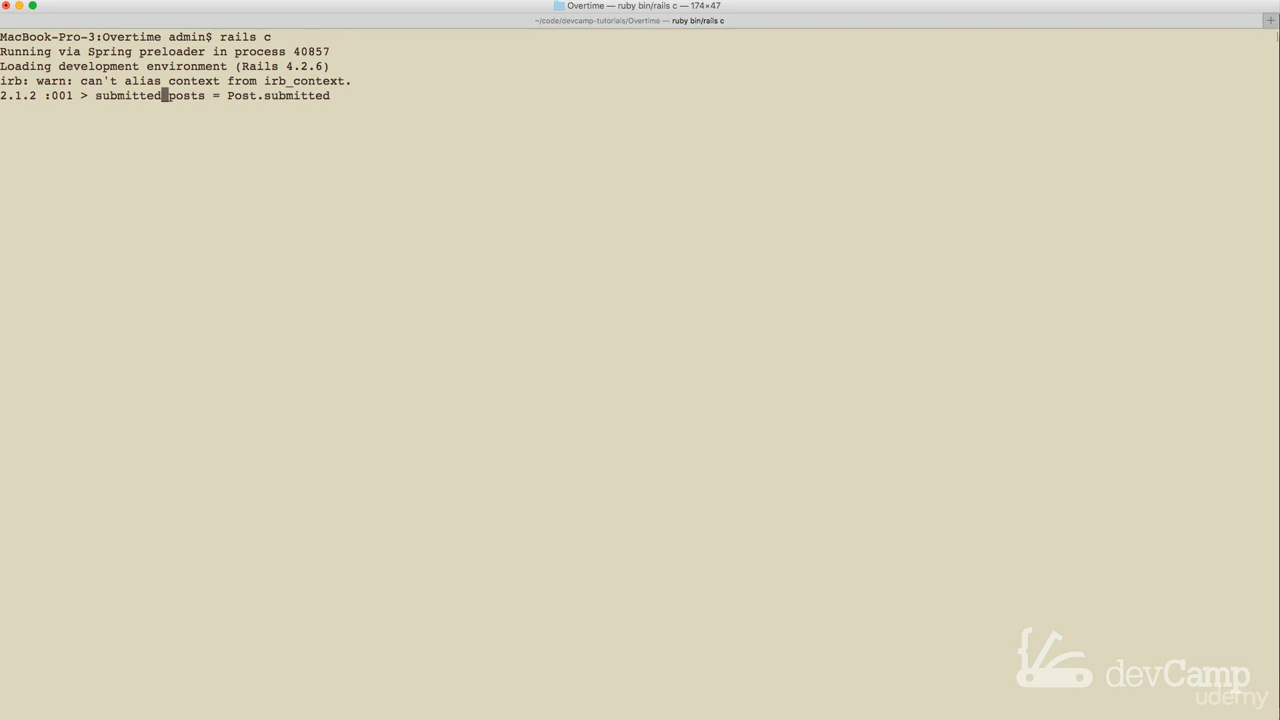 Overtime — ruby bin/rails c — 174×47
~/code/devcamp-tutorials/Overtime — ruby bin/rails c
MacBook-Pro-3:Overtime admin$ rails c
Running via Spring preloader in process 40857
Loading development environment (Rails 4.2.6)
irb: warn: can't alias context from irb_context.
2.1.2 :001 > submitted_posts = Post.submitted
devCamp
udemy